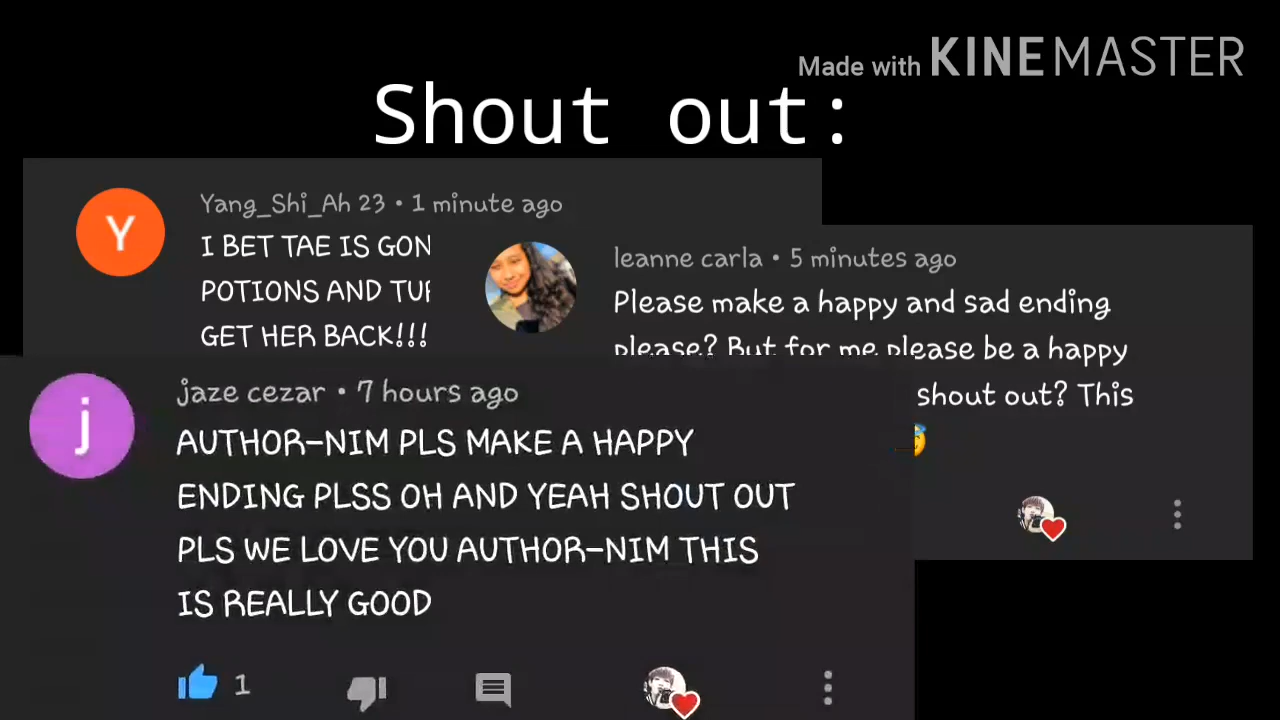 Made with KINEMASTER
Shout out:
Y
Yang_Shi_Ah 23 • 1 minute ago
I BET TAE IS GON
POTIONS AND TUR
GET HER BACK!!!
leanne carla • 5 minutes ago
Please make a happy and sad ending
please? But for me please be a happy
shout out? This
j
jaze cezar • 7 hours ago
AUTHOR-NIM PLS MAKE A HAPPY
ENDING PLSS OH AND YEAH SHOUT OUT
PLS WE LOVE YOU AUTHOR-NIM THIS
IS REALLY GOOD
1